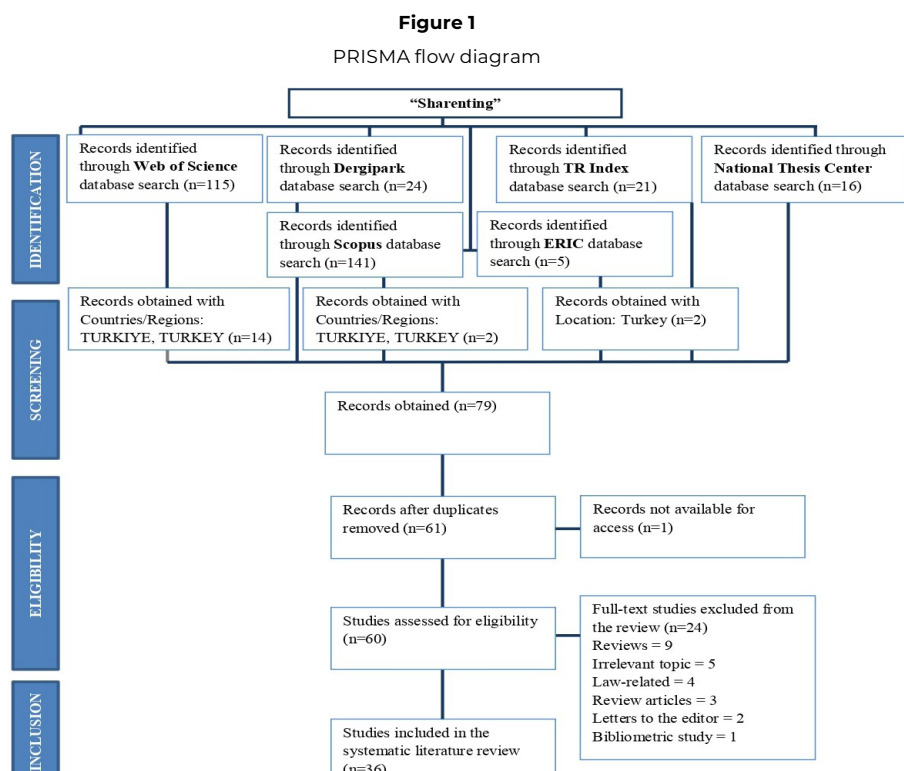 Figure 1
PRISMA flow diagram
“Sharenting”
IDENTIFICATION
Records identified
through Web of Science
database search (n=115)
Records identified
through Dergipark
database search (n=24)
Records identified
through TR Index
database search (n=21)
Records identified through
National Thesis Center
database search (n=16)
Records identified
through Scopus database
search (n=141)
Records identified
through ERIC database
search (n=5)
SCREENING
Records obtained with
Countries/Regions:
TURKIYE, TURKEY (n=14)
Records obtained with
Countries/Regions:
TURKIYE, TURKEY (n=2)
Records obtained with
Location: Turkey (n=2)
Records obtained (n=79)
ELIGIBILITY
Records after duplicates
removed (n=61)
Records not available for
access (n=1)
Studies assessed for eligibility
(n=60)
Full-text studies excluded from
the review (n=24)
Reviews = 9
Irrelevant topic = 5
Law-related = 4
Review articles = 3
Letters to the editor = 2
Bibliometric study = 1
INCLUSION
Studies included in the
systematic literature review
(n=36)